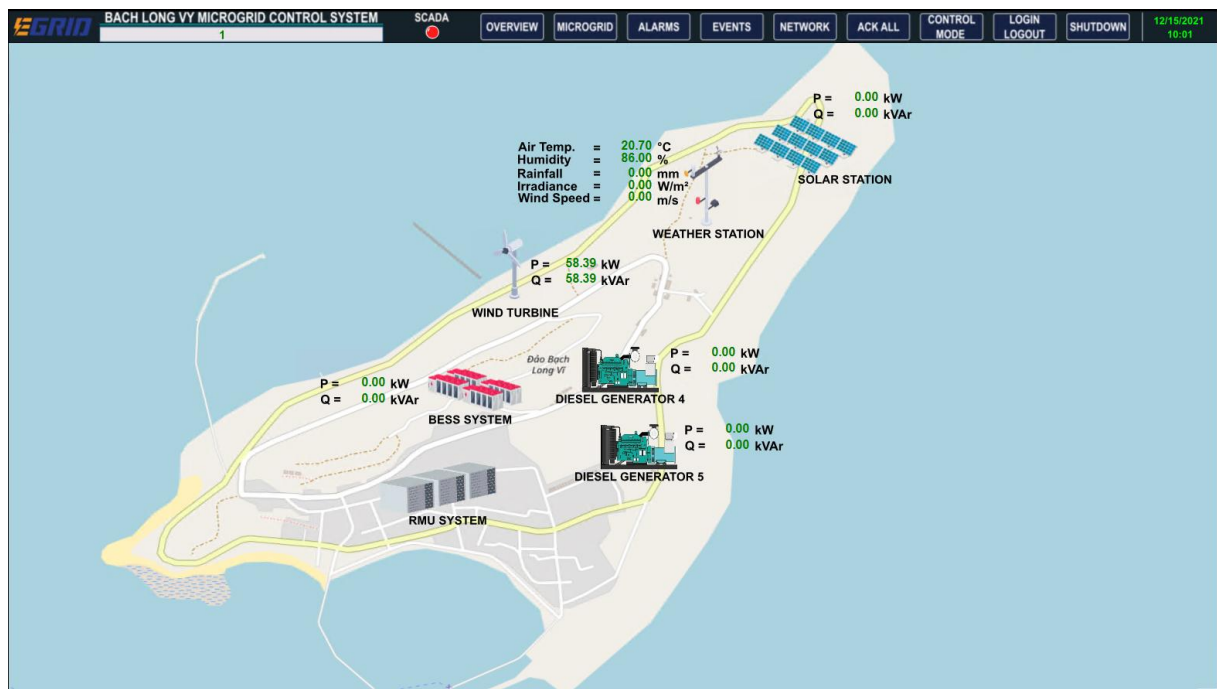 EGRID
BACH LONG VY MICROGRID CONTROL SYSTEM
1
SCADA
OVERVIEW
MICROGRID
ALARMS
EVENTS
NETWORK
ACK ALL
CONTROL
MODE
LOGIN
LOGOUT
SHUTDOWN
12/15/2021
10:01
P = 0.00 kW
Q = 0.00 kVAr
SOLAR STATION
Air Temp. = 20.70 °C
Humidity = 86.00 %
Rainfall = 0.00 mm
Irradiance = 0.00 W/m²
Wind Speed = 0.00 m/s
WEATHER STATION
P = 58.39 kW
Q = 58.39 kVAr
WIND TURBINE
Đảo Bạch
Long Vĩ
P = 0.00 kW
Q = 0.00 kVAr
DIESEL GENERATOR 4
P = 0.00 kW
Q = 0.00 kVAr
BESS SYSTEM
P = 0.00 kW
Q = 0.00 kVAr
DIESEL GENERATOR 5
RMU SYSTEM